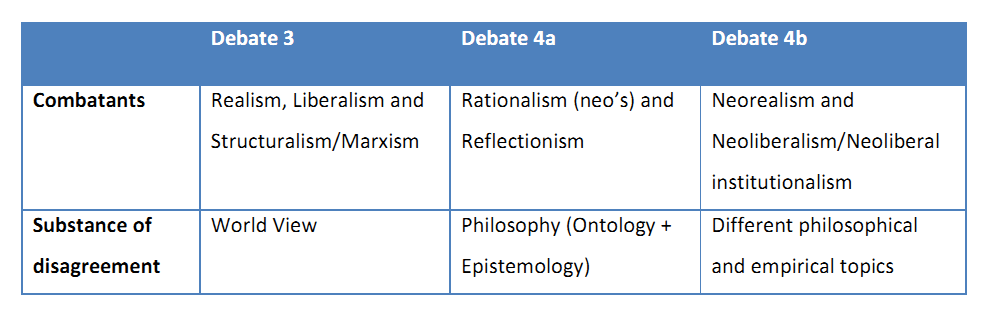 Debate 3 Debate 4a Debate 4b
Combatants Realism, Liberalism and Rationalism (neo's) and Neorealism and
Structuralism/Marxism Reflectionism Neoliberalism/Neoliberal
institutionalism
Substance of World View Philosophy (Ontology + Different philosophical
disagreement Epistemology) and empirical topics